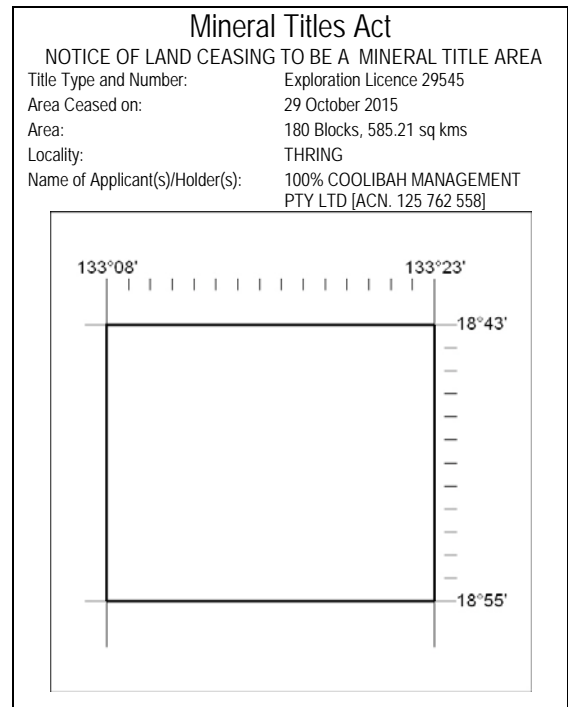 Mineral Titles Act
NOTICE OF LAND CEASING TO BE A MINERAL TITLE AREA
Title Type and Number: Exploration Licence 29545
Area Ceased on: 29 October 2015
Area: 180 Blocks, 585.21 sq kms
Locality: THRING
Name of Applicant(s)/Holder(s): 100% COOLIBAH MANAGEMENT
PTY LTD [ACN. 125 762 558]
133°08' 133°23'
18°43'
18°55'